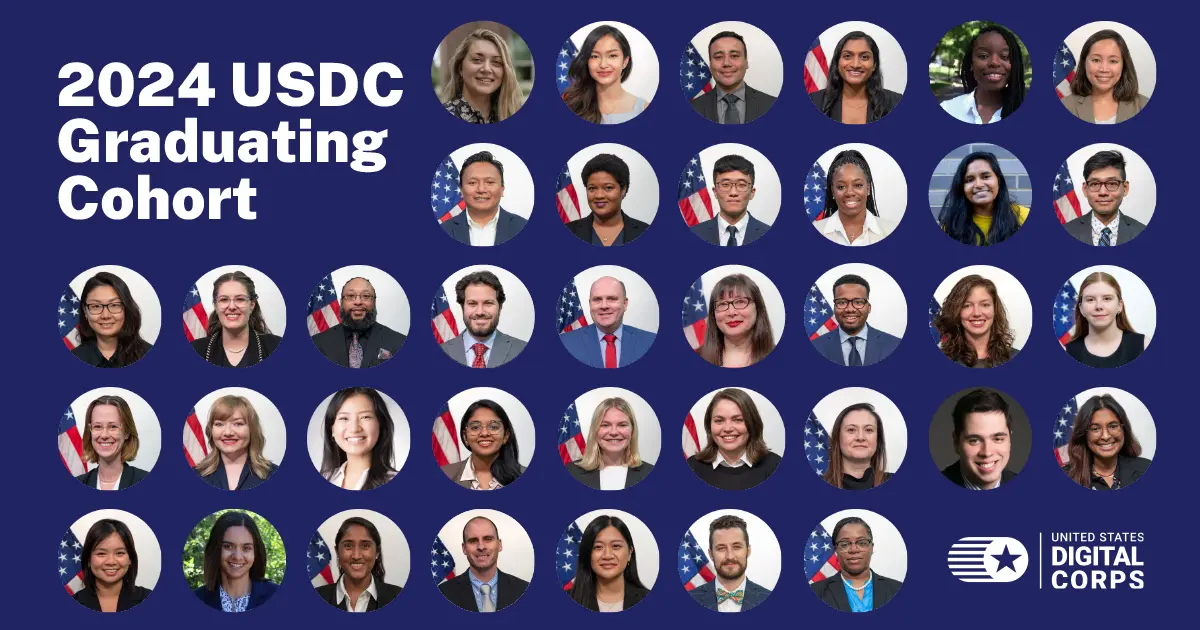 2024 USDC
Graduating
Cohort
UNITED STATES
DIGITAL
CORPS